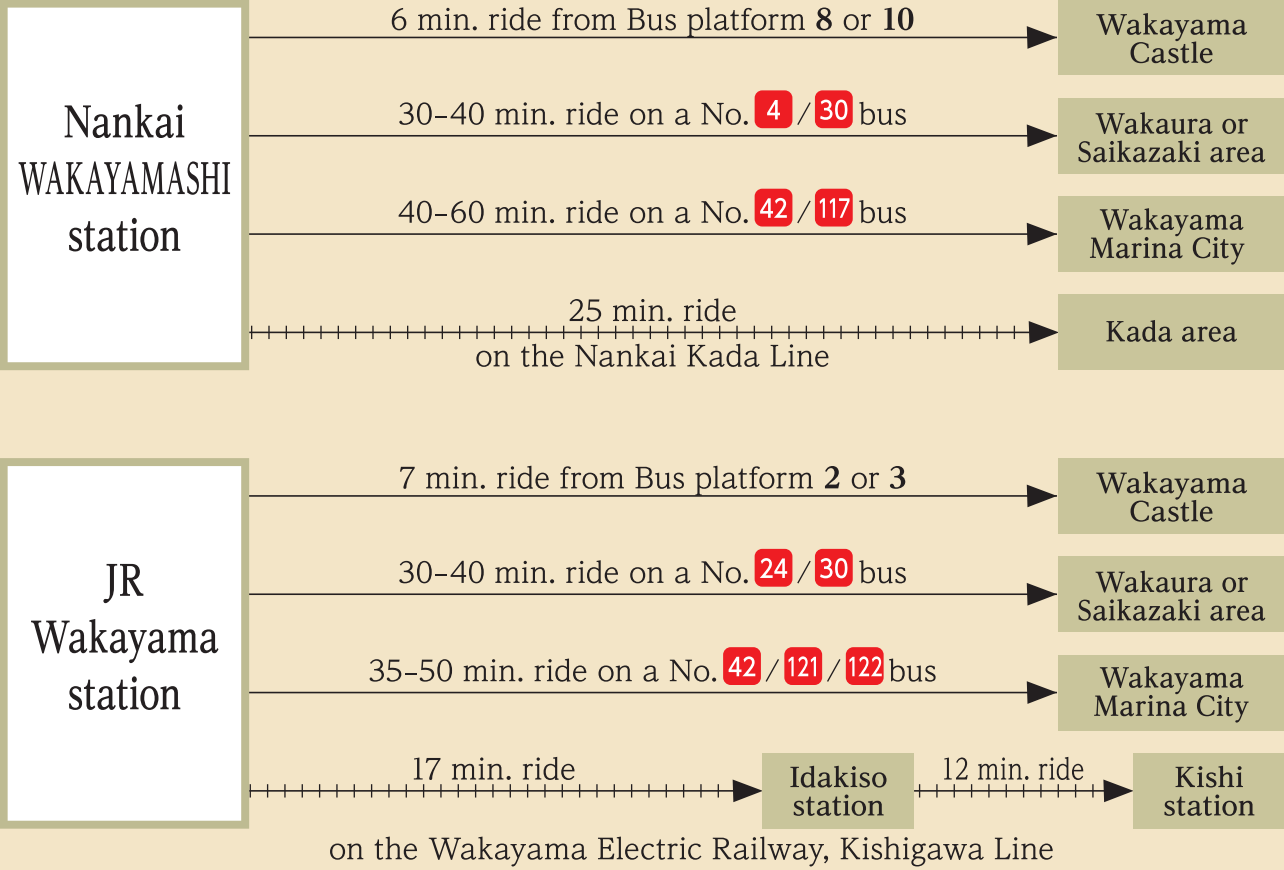 Nankai
WAKAYAMASHI
station
6 min. ride from Bus platform 8 or 10
Wakayama
Castle
30–40 min. ride on a No. 4 / 30 bus
Wakaura or
Saikazaki area
40–60 min. ride on a No. 42 / 117 bus
Wakayama
Marina City
25 min. ride
on the Nankai Kada Line
Kada area
JR
Wakayama
station
7 min. ride from Bus platform 2 or 3
Wakayama
Castle
30–40 min. ride on a No. 24 / 30 bus
Wakaura or
Saikazaki area
35–50 min. ride on a No. 42 / 121 / 122 bus
Wakayama
Marina City
17 min. ride
Idakiso
station
12 min. ride
Kishi
station
on the Wakayama Electric Railway, Kishigawa Line